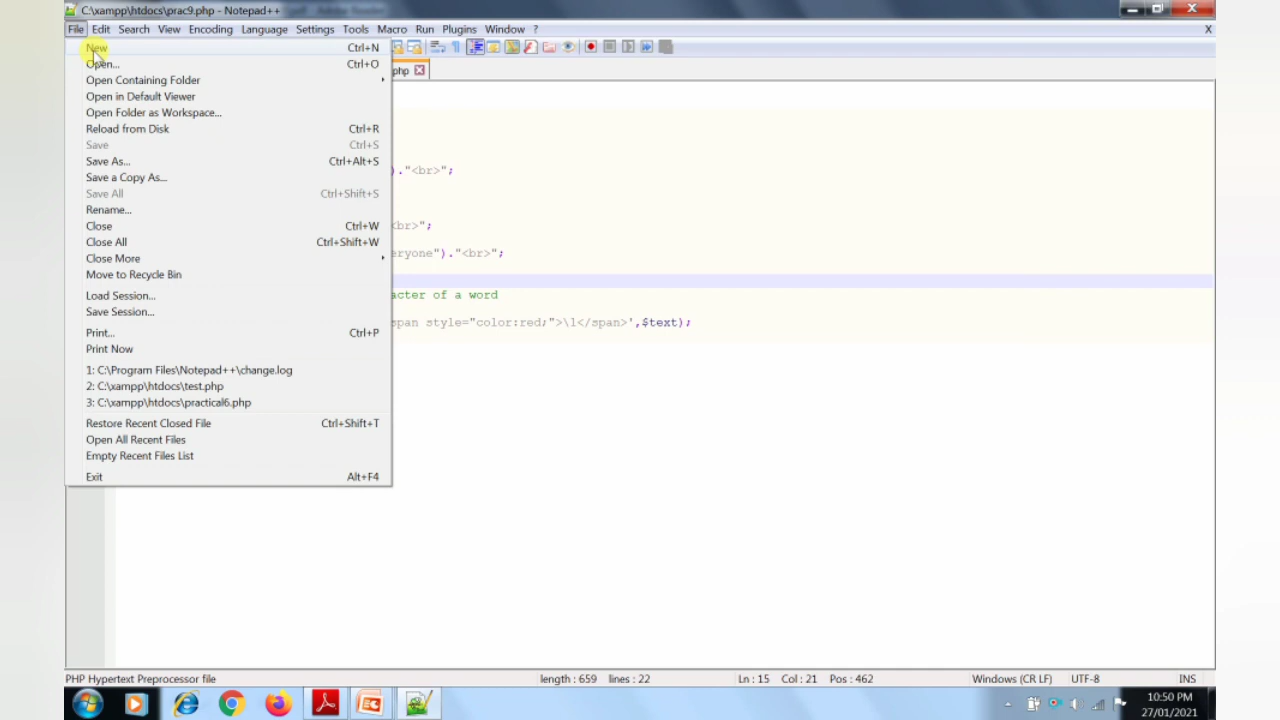 C:\xampp\htdocs\prac9.php - Notepad++
File Edit Search View Encoding Language Settings Tools Macro Run Plugins Window ? X
New Ctrl+N
Open... Ctrl+O
php
Open Containing Folder
Open in Default Viewer
Open Folder as Workspace...
Reload from Disk Ctrl+R
Save Ctrl+S
Save As... Ctrl+Alt+S
)."<br>";
Save a Copy As...
Save All Ctrl+Shift+S
Rename...
Close Ctrl+W
<br>";
Close All Ctrl+Shift+W
eryone")."<br>";
Close More
Move to Recycle Bin
Load Session...
acter of a word
Save Session...
span style="color:red;">\1</span>',$text);
Print... Ctrl+P
Print Now
1: C:\Program Files\Notepad++\change.log
2: C:\xampp\htdocs\test.php
3: C:\xampp\htdocs\practical6.php
Restore Recent Closed File Ctrl+Shift+T
Open All Recent Files
Empty Recent Files List
Exit Alt+F4
PHP Hypertext Preprocessor file length : 659 lines : 22 Ln : 15 Col : 21 Pos : 462 Windows (CR LF) UTF-8 INS
10:50 PM
27/01/2021